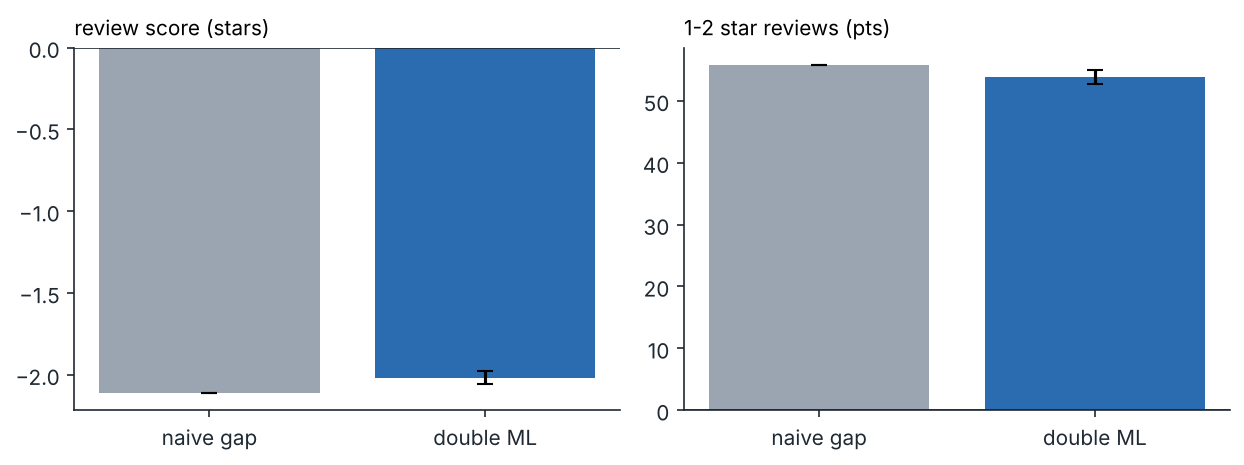 review score (stars)
0.0
−0.5
−1.0
−1.5
−2.0
naive gap
double ML
1-2 star reviews (pts)
50
40
30
20
10
0
naive gap
double ML